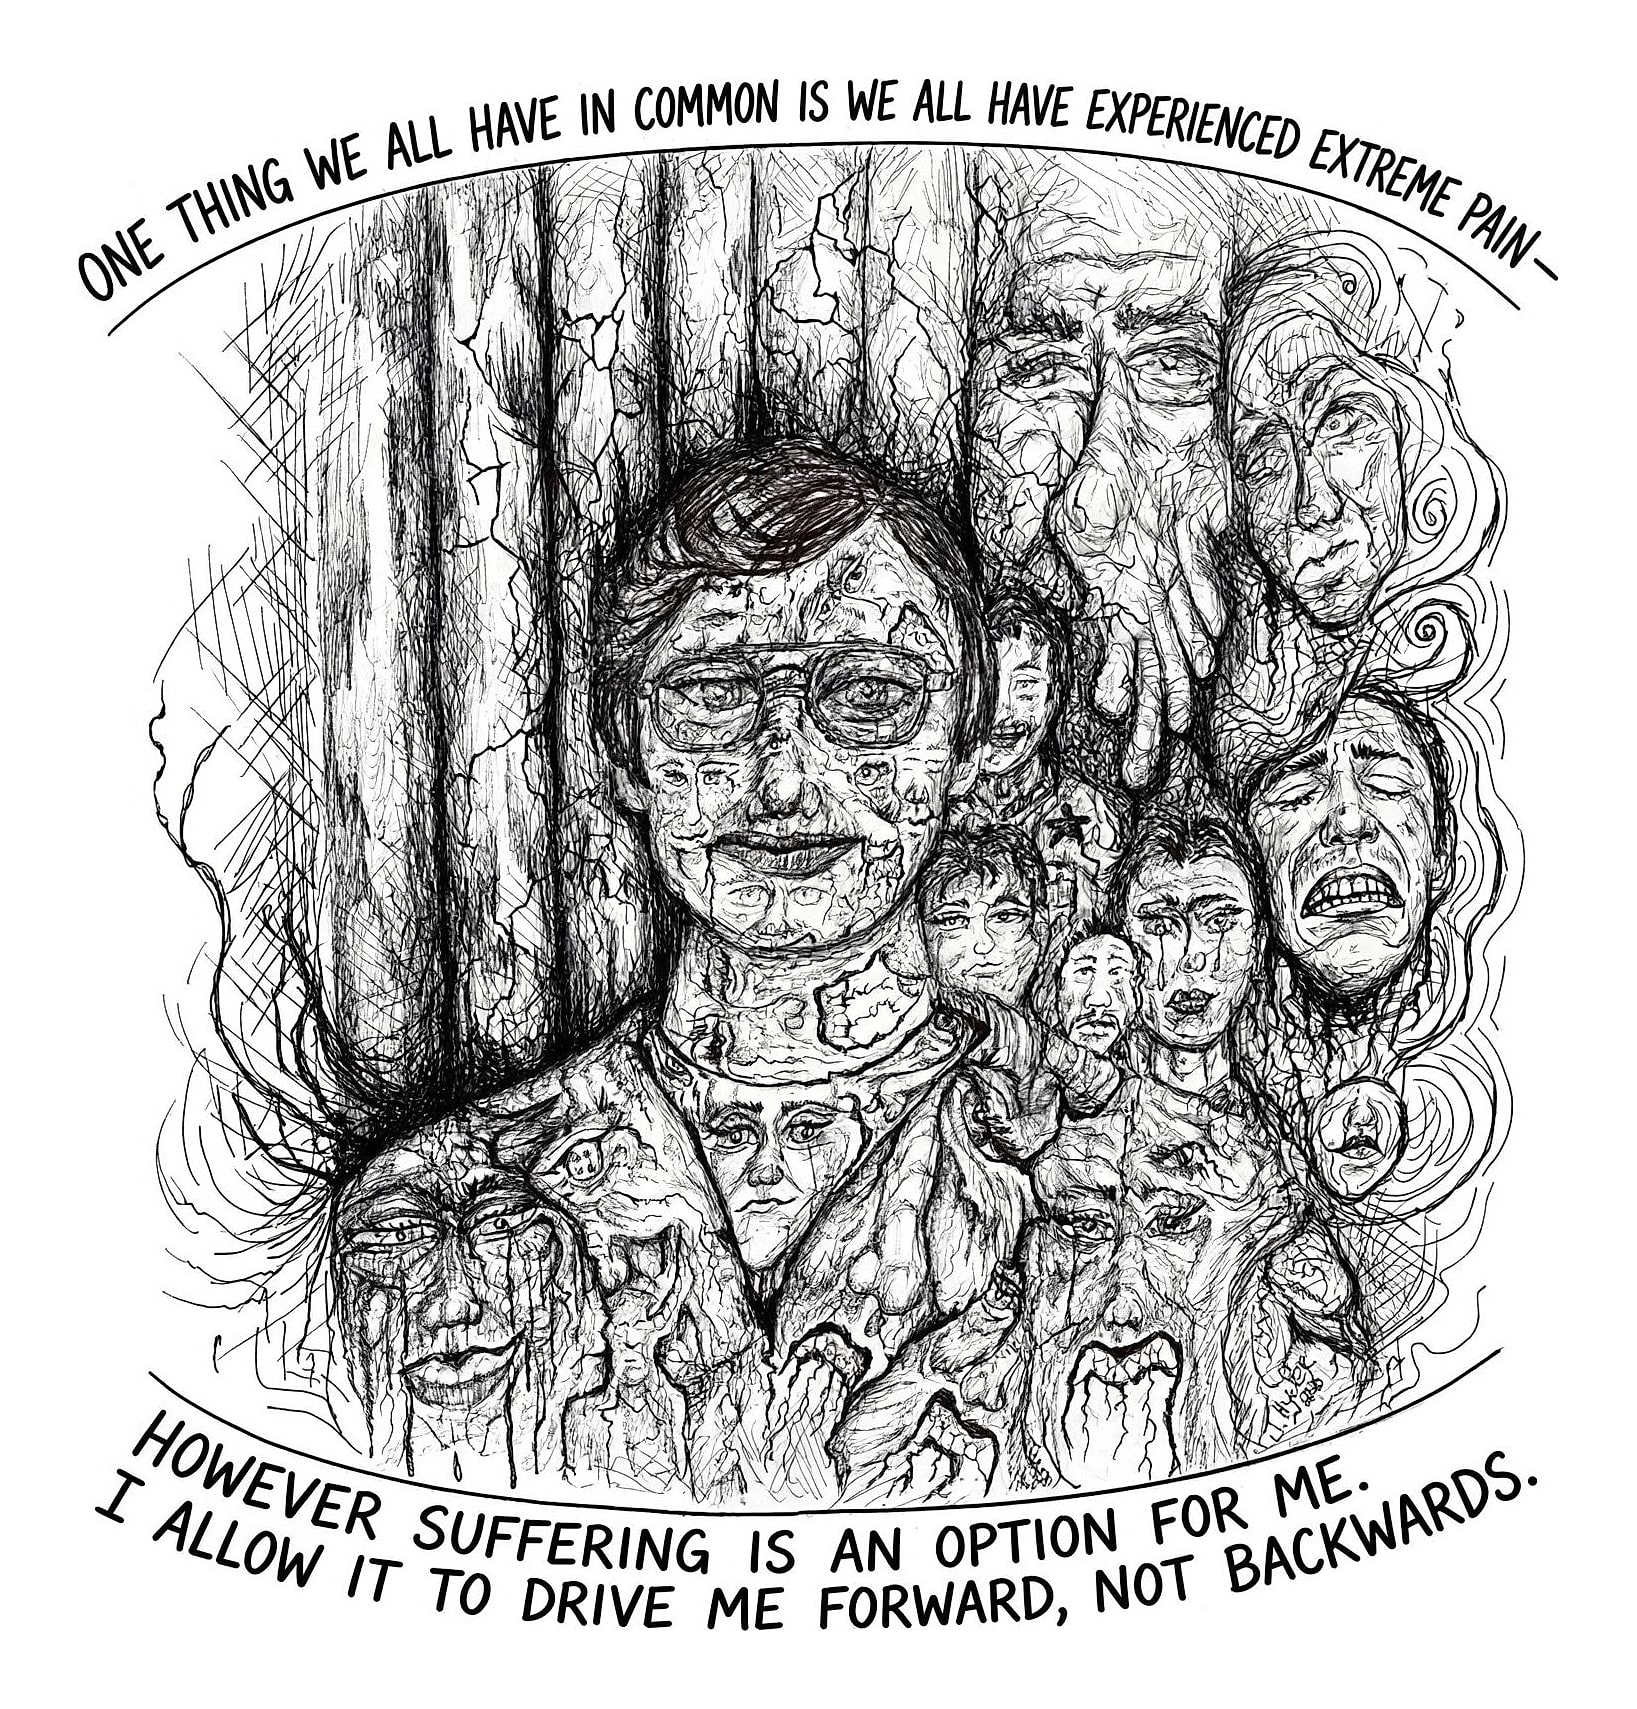 ONE THING WE ALL HAVE IN COMMON IS WE ALL HAVE EXPERIENCED EXTREME PAIN–
HOWEVER SUFFERING IS AN OPTION FOR ME.
I ALLOW IT TO DRIVE ME FORWARD, NOT BACKWARDS.